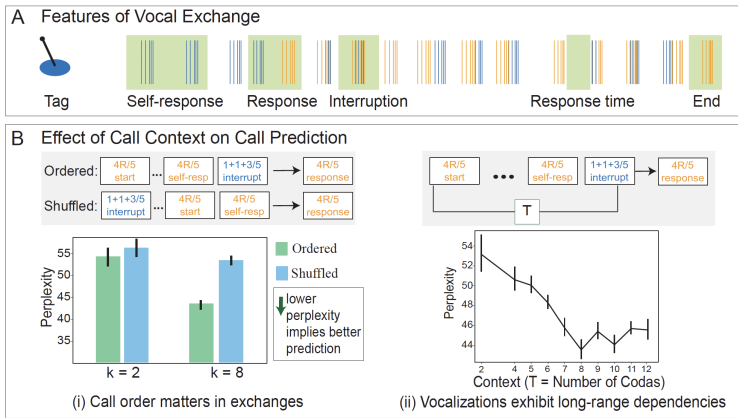 A Features of Vocal Exchange
Tag
Self-response
Response
Interruption
Response time
End
B Effect of Call Context on Call Prediction
Ordered:
4R/5
start
...
4R/5
self-resp
1+1+3/5
interrupt
4R/5
response
Shuffled:
1+1+3/5
interrupt
...
4R/5
start
4R/5
self-resp
4R/5
response
Perplexity
55
50
45
40
35
k = 2
k = 8
Ordered
Shuffled
lower
perplexity
implies better
prediction
(i) Call order matters in exchanges
4R/5
start
...
4R/5
self-resp
1+1+3/5
interrupt
4R/5
response
T
Perplexity
54
52
50
48
46
44
2 4 5 6 7 8 9 10 11 12
Context (T = Number of Codas)
(ii) Vocalizations exhibit long-range dependencies